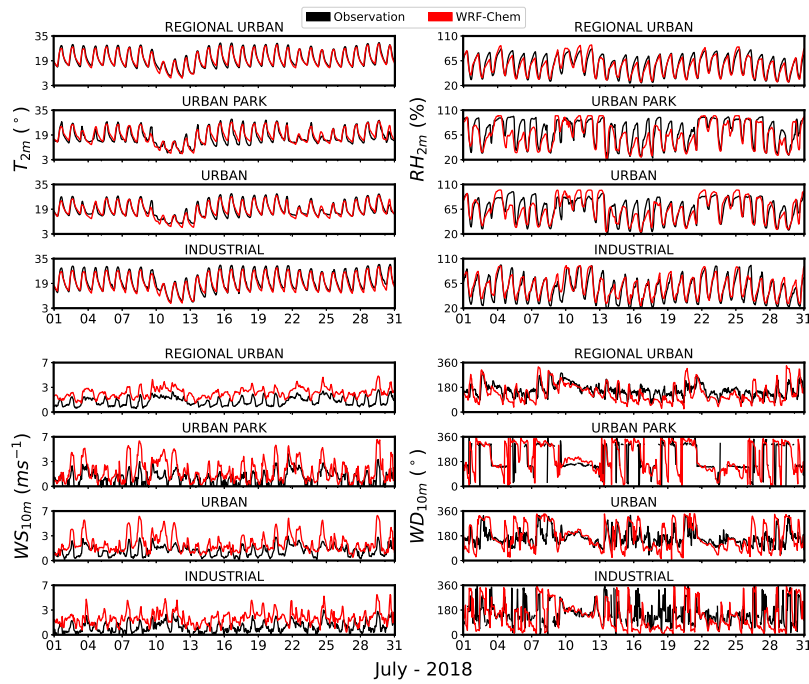 Observation WRF-Chem
REGIONAL URBAN
35
19
3
URBAN PARK
35
19
3
URBAN
35
19
3
INDUSTRIAL
35
19
3
01 04 07 10 13 16 19 22 25 28 31
T2m ( ° )
REGIONAL URBAN
110
65
20
URBAN PARK
110
65
20
URBAN
110
65
20
INDUSTRIAL
110
65
20
01 04 07 10 13 16 19 22 25 28 31
RH2m (%)
REGIONAL URBAN
7
3
0
URBAN PARK
7
3
0
URBAN
7
3
0
INDUSTRIAL
7
3
0
01 04 07 10 13 16 19 22 25 28 31
WS10m (ms−1)
REGIONAL URBAN
360
180
0
URBAN PARK
360
180
0
URBAN
360
180
0
INDUSTRIAL
360
180
0
01 04 07 10 13 16 19 22 25 28 31
WD10m ( ° )
July - 2018